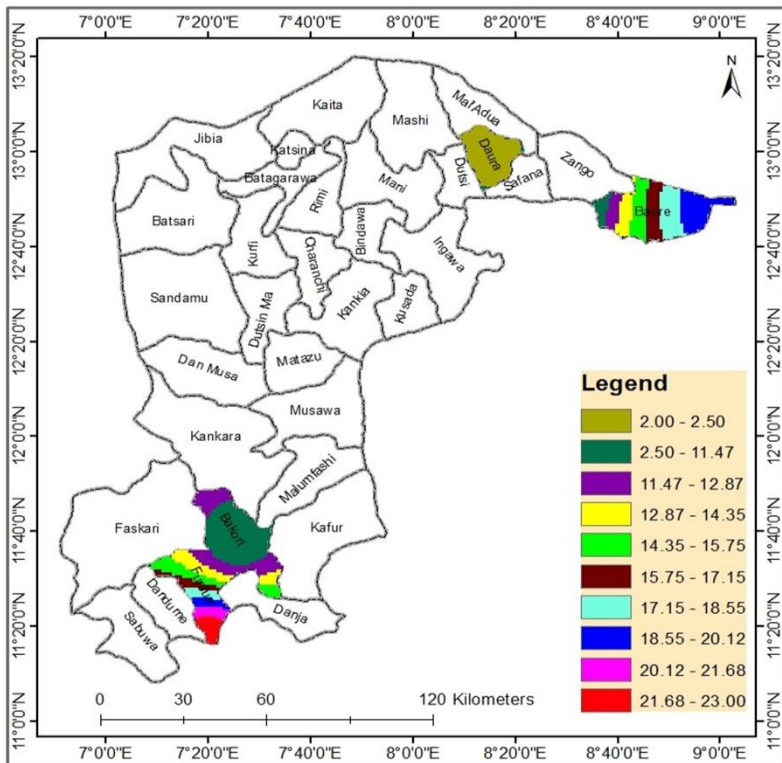 7°0'0"E 7°20'0"E 7°40'0"E 8°0'0"E 8°20'0"E 8°40'0"E 9°0'0"E
13°20'0"N
13°0'0"N
12°40'0"N
12°20'0"N
12°0'0"N
11°40'0"N
11°20'0"N
11°0'0"N
N
Kaita
Mashi
Mai'Adua
Jibia
Katsina
Daura
Zango
Batagarawa
Rimi
Mani
Dutsi
Safana
Baure
Batsari
Kurfi
Charanchi
Bindawa
Ingawa
Sandamu
Dutsin Ma
Kankia
Kusada
Dan Musa
Matazu
Musawa
Kankara
Malumfashi
Faskari
Bakori
Kafur
Danja
Sabuwa
Legend
2.00 - 2.50
2.50 - 11.47
11.47 - 12.87
12.87 - 14.35
14.35 - 15.75
15.75 - 17.15
17.15 - 18.55
18.55 - 20.12
20.12 - 21.68
21.68 - 23.00
0 30 60 120 Kilometers
13°20'0"N
13°0'0"N
12°40'0"N
12°20'0"N
12°0'0"N
11°40'0"N
11°20'0"N
11°0'0"N
7°0'0"E 7°20'0"E 7°40'0"E 8°0'0"E 8°20'0"E 8°40'0"E 9°0'0"E